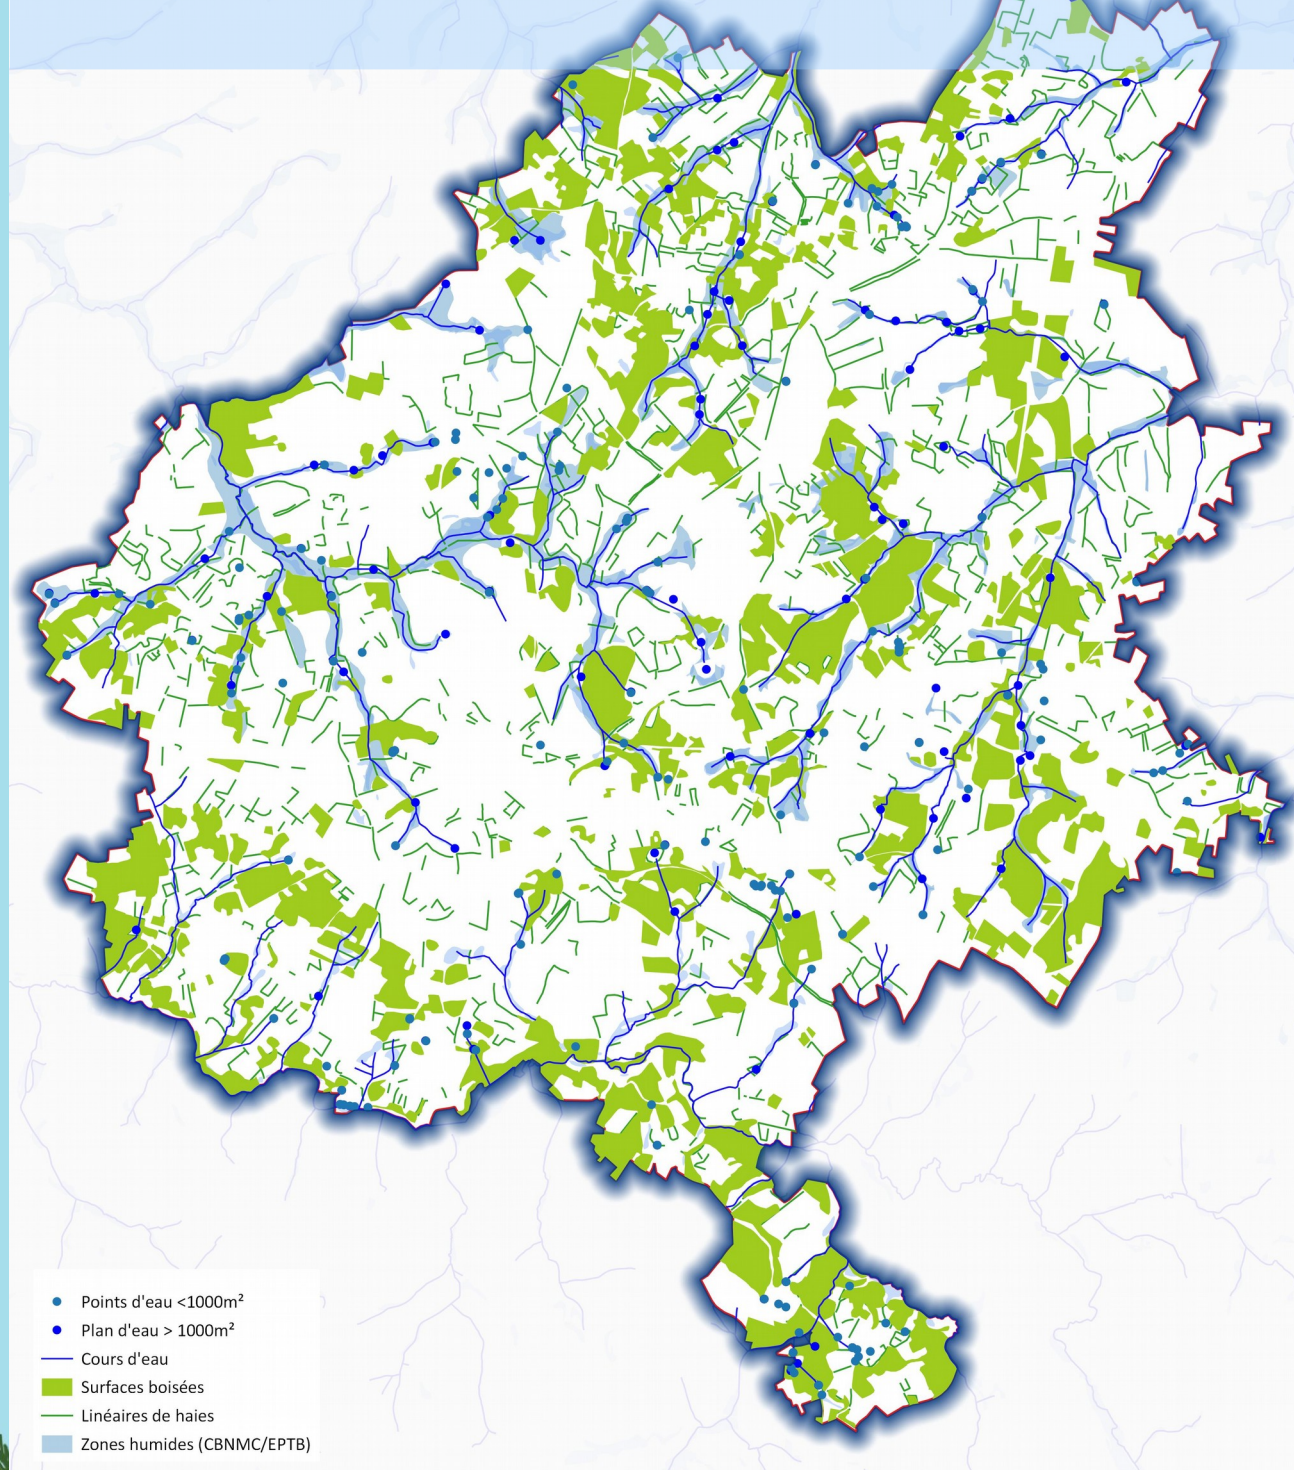 Points d'eau <1000m²
Plan d'eau > 1000m²
Cours d'eau
Surfaces boisées
Linéaires de haies
Zones humides (CBNMC/EPTB)